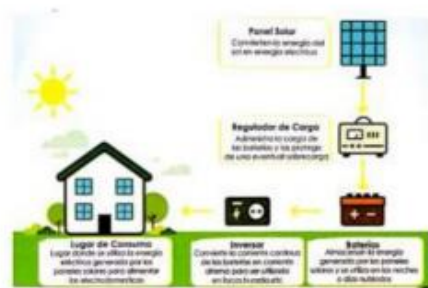 Panel Solar
Convierten la energía del
sol en energía eléctrica
Regulador de Carga
Administra la carga de
las baterías y las protege
de una eventual sobrecarga
Lugar de Consumo
Lugar donde se utiliza la energía
eléctrica generada por los
paneles solares para alimentar
los electrodomesticos
Inversor
Convierte la corriente continua
de las baterías en corriente
alterna para ser utilizada
en
Baterías
Almacenan la energía
generada por los paneles
solares y se utiliza en las noches
o días nublados